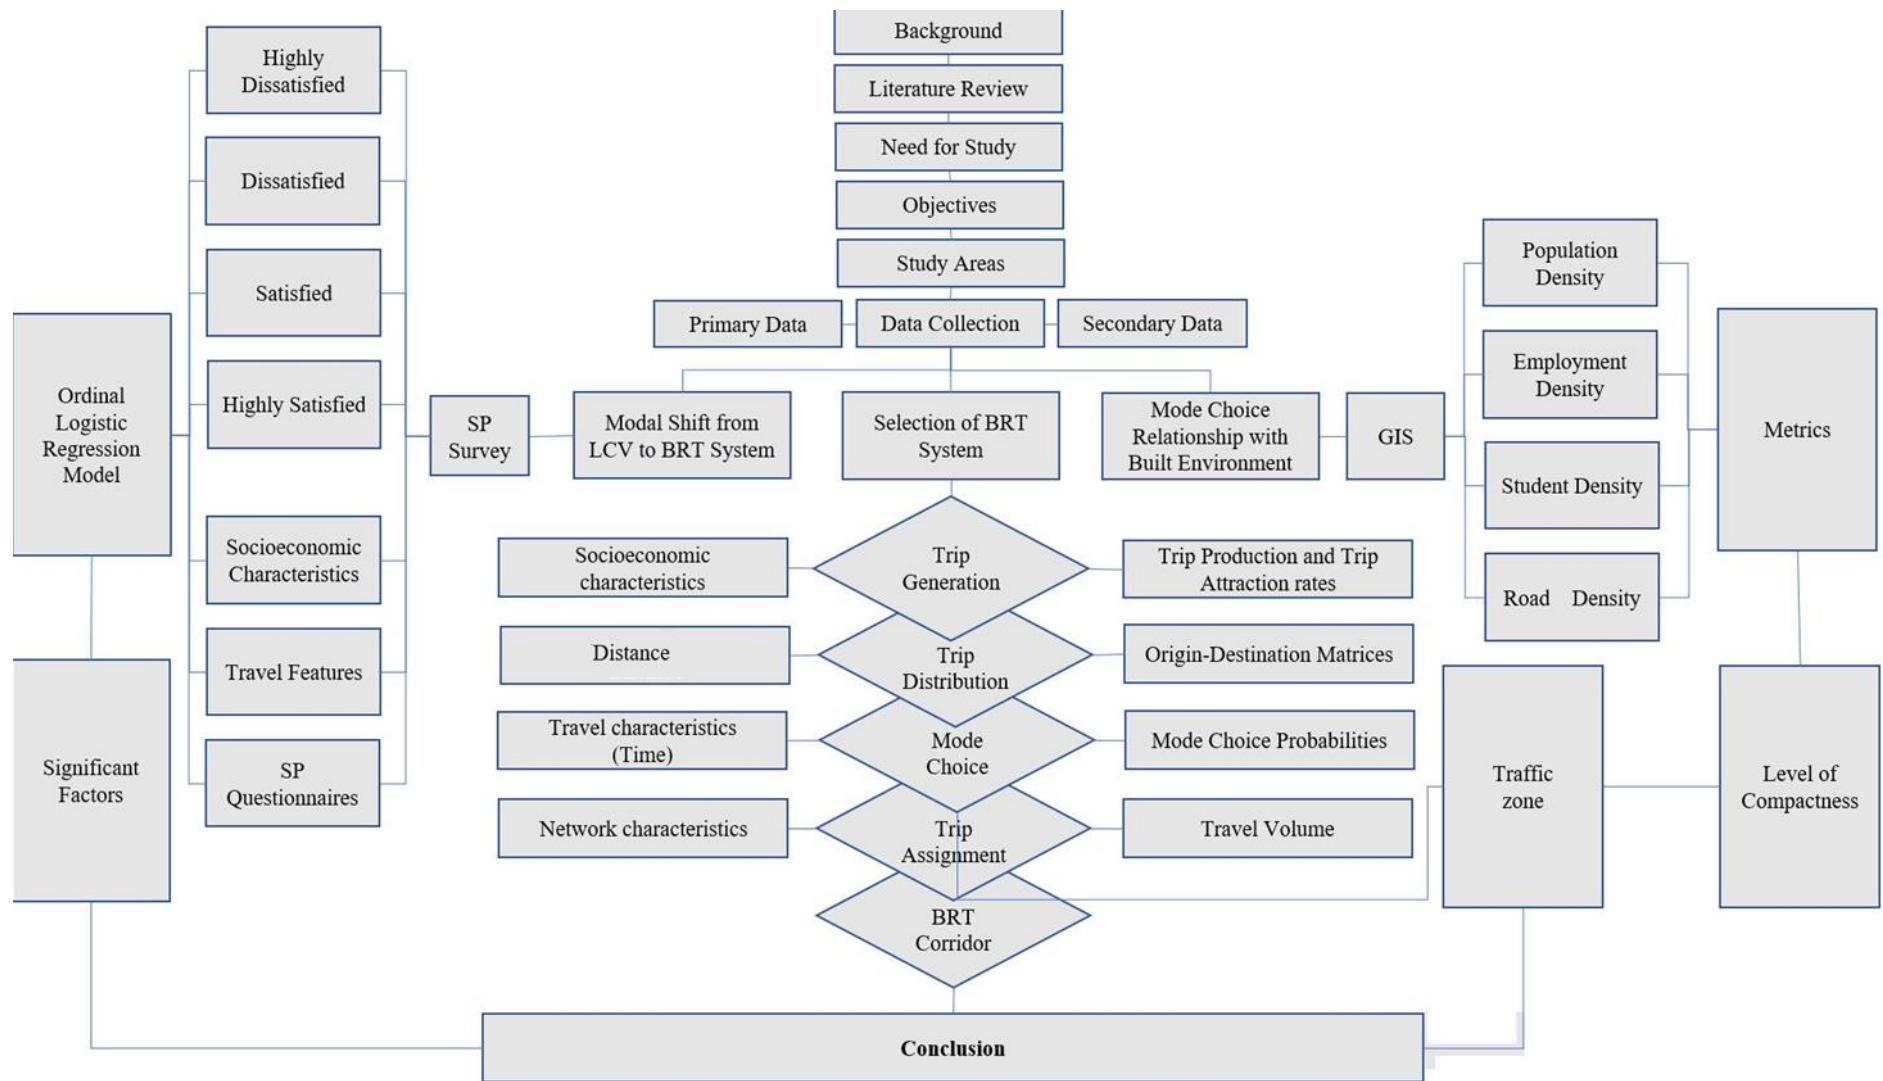 Background
Literature Review
Need for Study
Objectives
Study Areas
Primary Data
Data Collection
Secondary Data
Highly
Dissatisfied
Dissatisfied
Satisfied
Highly Satisfied
Socioeconomic
Characteristics
Travel Features
SP
Questionnaires
Ordinal
Logistic
Regression
Model
Significant
Factors
SP
Survey
Modal Shift from
LCV to BRT System
Selection of BRT
System
Mode Choice
Relationship with
Built Environment
GIS
Population
Density
Employment
Density
Student Density
Road Density
Metrics
Level of
Compactness
Traffic
zone
Socioeconomic
characteristics
Trip
Generation
Trip Production and Trip
Attraction rates
Distance
Trip
Distribution
Origin-Destination Matrices
Travel characteristics
(Time)
Mode
Choice
Mode Choice Probabilities
Network characteristics
Trip
Assignment
Travel Volume
BRT
Corridor
Conclusion